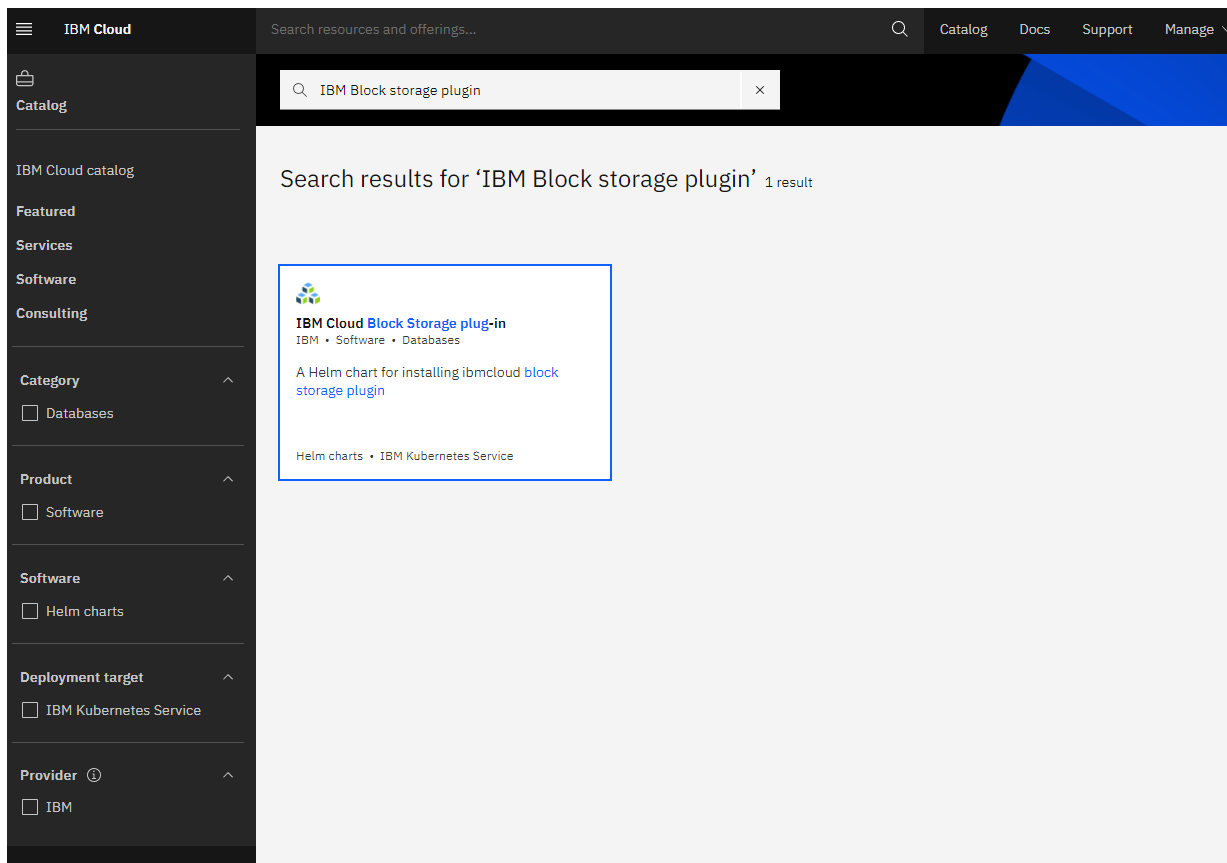 IBM Cloud
Search resources and offerings...
Catalog
Docs
Support
Manage
Catalog
IBM Cloud catalog
Featured
Services
Software
Consulting
Category
Databases
Product
Software
Software
Helm charts
Deployment target
IBM Kubernetes Service
Provider
IBM
IBM Block storage plugin
Search results for ‘IBM Block storage plugin’ 1 result
IBM Cloud Block Storage plug-in
IBM • Software • Databases
A Helm chart for installing ibmcloud block
storage plugin
Helm charts • IBM Kubernetes Service